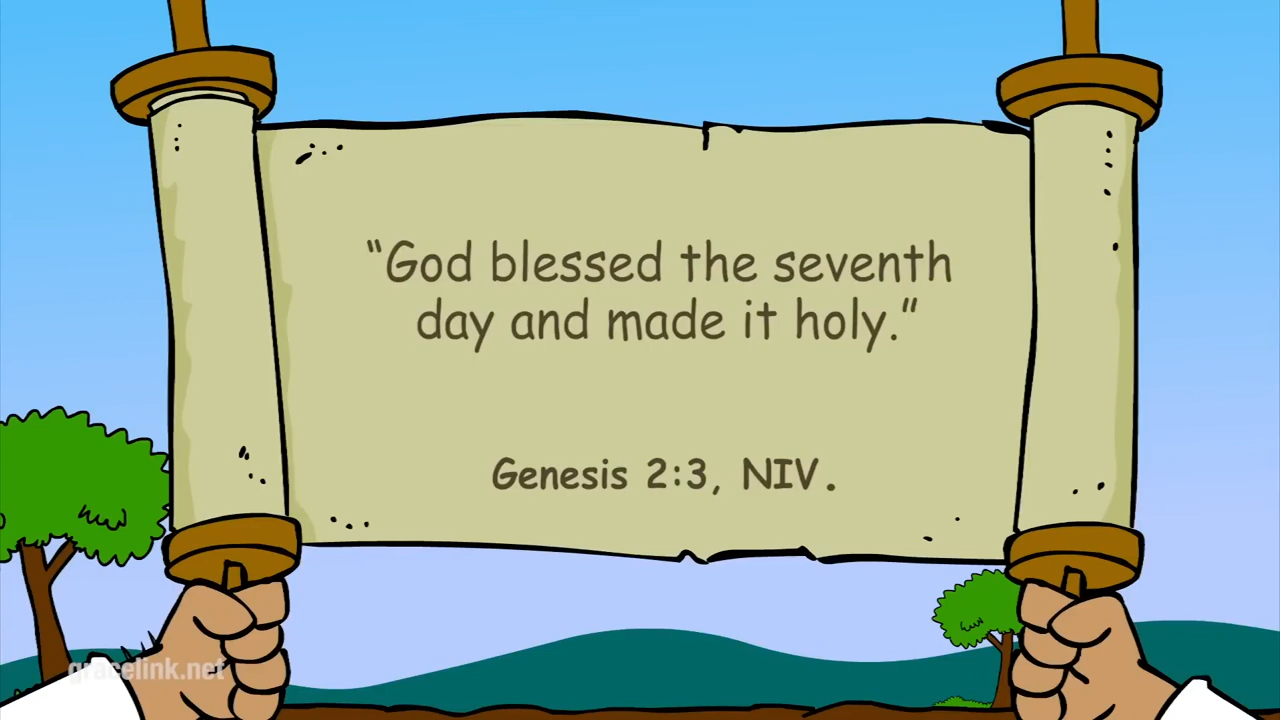 “God blessed the seventh
day and made it holy.”
Genesis 2:3, NIV.
gracelink.net